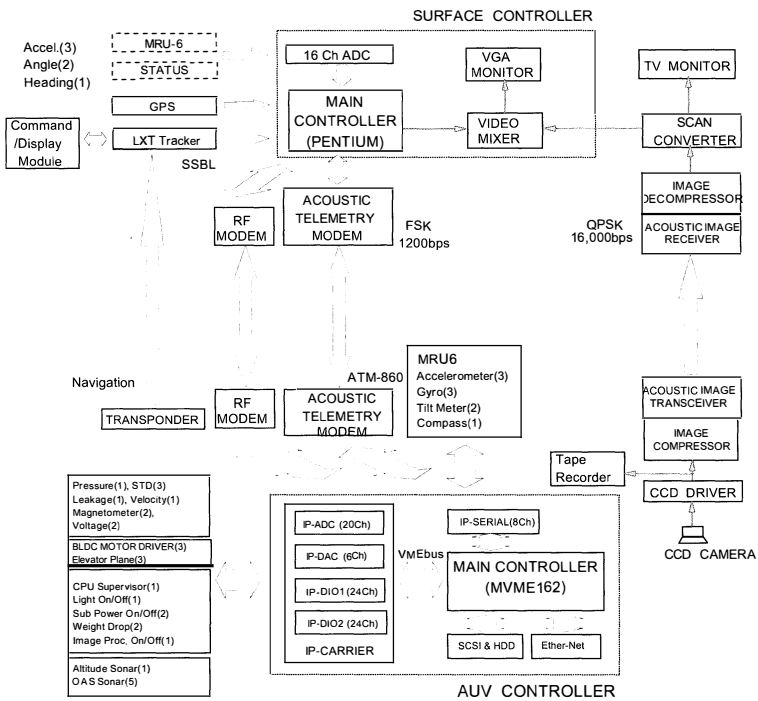 SURFACE CONTROLLER
Accel.(3)
Angle(2)
Heading(1)
MRU-6
STATUS
GPS
LXT Tracker
SSBL
Command
/Display
Module
16 Ch ADC
MAIN
CONTROLLER
(PENTIUM)
VGA
MONITOR
VIDEO
MIXER
TV MONITOR
SCAN
CONVERTER
IMAGE
DECOMPRESSOR
ACOUSTIC IMAGE
RECEIVER
QPSK
16,000bps
RF
MODEM
ACOUSTIC
TELEMETRY
MODEM
FSK
1200bps
Navigation
TRANSPONDER
RF
MODEM
ATM-860
ACOUSTIC
TELEMETRY
MODEM
MRU6
Accelerometer(3)
Gyro(3)
Tilt Meter(2)
Compass(1)
ACOUSTIC IMAGE
TRANSCEIVER
IMAGE
COMPRESSOR
Tape
Recorder
CCD DRIVER
CCD CAMERA
Pressure(1), STD(3)
Leakage(1), Velocity(1)
Magnetometer(2),
Voltage(2)
BLDC MOTOR DRIVER(3)
Elevator Plane(3)
CPU Supervisor(1)
Light On/Off(1)
Sub Power On/Off(2)
Weight Drop(2)
Image Proc, On/Off(1)
Altitude Sonar(1)
OAS Sonar(5)
IP-ADC (20Ch)
IP-DAC (6Ch)
IP-DIO1 (24Ch)
IP-DIO2 (24Ch)
IP-CARRIER
VMEbus
IP-SERIAL(8Ch)
MAIN CONTROLLER
(MVME162)
SCSI & HDD
Ether-Net
AUV CONTROLLER